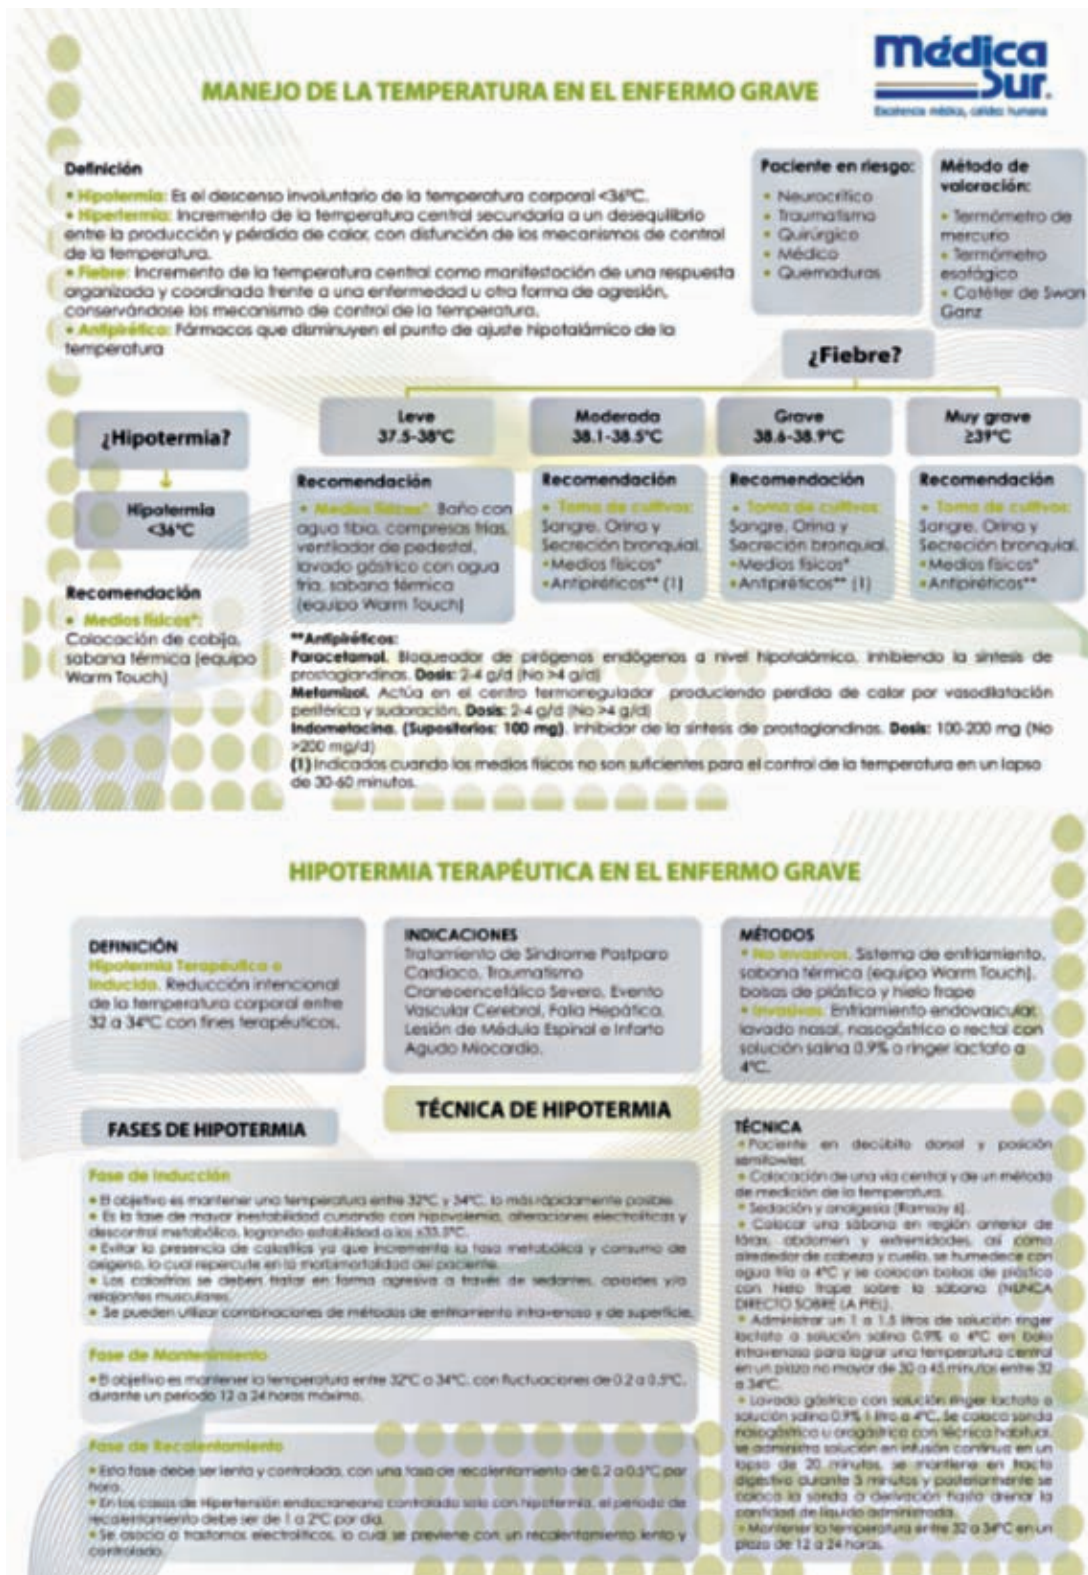 Médica
Sur.
Excelencia médica, calidez humana
MANEJO DE LA TEMPERATURA EN EL ENFERMO GRAVE
Definición
• Hipotermia: Es el descenso involuntario de la temperatura corporal <36ºC.
• Hipertermia: Incremento de la temperatura central secundaria a un desequilibrio
entre la producción y pérdida de calor, con disfunción de los mecanismos de control
de la temperatura.
• Fiebre: Incremento de la temperatura central como manifestación de una respuesta
organizada y coordinada frente a una enfermedad u otra forma de agresión,
conservándose los mecanismo de control de la temperatura.
• Antipirético: Fármacos que disminuyen el punto de ajuste hipotalámico de la
temperatura
Paciente en riesgo:
• Neurocrítico
• Traumatismo
• Quirúrgico
• Médico
• Quemaduras
Método de
valoración:
• Termómetro de
mercurio
• Termómetro
esofágico
• Catéter de Swan
Ganz
¿Fiebre?
¿Hipotermia?
Hipotermia
<36ºC
Recomendación
• Medios físicos*:
Colocación de cobija,
sabana térmica (equipo
Warm Touch)
Leve
37.5-38ºC
Recomendación
• Medios físicos*. Baño con
agua tibia, compresas frías,
ventilador de pedestal,
lavado gástrico con agua
fría, sabana térmica
(equipo Warm Touch)
Moderada
38.1-38.5ºC
Recomendación
• Toma de cultivos:
Sangre, Orina y
Secreción bronquial.
• Medios físicos*
• Antipiréticos** (1)
Grave
38.6-38.9ºC
Recomendación
• Toma de cultivos:
Sangre, Orina y
Secreción bronquial.
• Medios físicos*
• Antipiréticos** (1)
Muy grave
≥39ºC
Recomendación
• Toma de cultivos:
Sangre, Orina y
Secreción bronquial.
• Medios físicos*
• Antipiréticos**
**Antipiréticos:
Paracetamol. Bloqueador de pirógenos endógenos a nivel hipotalámico, inhibiendo la síntesis de
prostaglandinas. Dosis: 2-4 g/d (No >4 g/d)
Metamizol. Actúa en el centro termorregulador produciendo perdida de calor por vasodilatación
periférica y sudoración. Dosis: 2-4 g/d (No >4 g/d)
Indometacina. (Supositorios: 100 mg). Inhibidor de la síntesis de prostaglandinas. Dosis: 100-200 mg (No
>200 mg/d)
(1) Indicados cuando los medios físicos no son suficientes para el control de la temperatura en un lapso
de 30-60 minutos.
HIPOTERMIA TERAPÉUTICA EN EL ENFERMO GRAVE
DEFINICIÓN
Hipotermia Terapéutica o
Inducida. Reducción intencional
de la temperatura corporal entre
32 a 34ºC con fines terapéuticos.
INDICACIONES
Tratamiento de Síndrome Postparo
Cardiaco, Traumatismo
Craneoencefálico Severo, Evento
Vascular Cerebral, Falla Hepática,
Lesión de Médula Espinal e Infarto
Agudo Miocardio.
MÉTODOS
• No invasivos. Sistema de enfriamiento,
sabana térmica (equipo Warm Touch),
bolsas de plástico y hielo frape
• Invasivos. Enfriamiento endovascular,
lavado nasal, nasogástrico o rectal con
solución salina 0.9% o ringer lactato a
4ºC.
TÉCNICA DE HIPOTERMIA
FASES DE HIPOTERMIA
Fase de Inducción
• El objetivo es mantener una temperatura entre 32ºC y 34ºC, lo más rápidamente posible.
• Es la fase de mayor inestabilidad cursando con hipovolemia, alteraciones electrolíticas y
descontrol metabólico, logrando estabilidad a los ≤33.5ºC.
• Evitar la presencia de calosfríos ya que incrementa la tasa metabólica y consumo de
oxígeno, lo cual repercute en la morbimortalidad del paciente.
• Los calosfríos se deben tratar en forma agresiva a través de sedantes, opioides y/o
relajantes musculares.
• Se pueden utilizar combinaciones de métodos de enfriamiento intravenoso y de superficie.
Fase de Mantenimiento
• El objetivo es mantener la temperatura entre 32ºC a 34ºC, con fluctuaciones de 0.2 a 0.5ºC,
durante un período 12 a 24 horas máximo.
Fase de Recalentamiento
• Esta fase debe ser lenta y controlada, con una tasa de recalentamiento de 0.2 a 0.5ºC por
hora.
• En los casos de Hipertensión endocraneana controlado solo con hipotermia, el período de
recalentamiento debe ser de 1 a 2ºC por día.
• Se asocia a trastornos electrolíticos, lo cual se previene con un recalentamiento lento y
controlado.
TÉCNICA
• Paciente en decúbito dorsal y posición
semifowler.
• Colocación de una vía central y de un método
de medición de la temperatura.
• Sedación y analgesia (Ramsay 6).
• Colocar una sábana en región anterior de
tórax, abdomen y extremidades, así como
alrededor de cabeza y cuello, se humedece con
agua fría a 4ºC y se colocan bolsas de plástico
con hielo frape sobre la sábana (NUNCA
DIRECTO SOBRE LA PIEL).
• Administrar un 1 a 1.5 litros de solución ringer
lactato o solución salina 0.9% a 4ºC en bolo
intravenoso para lograr una temperatura central
en un plazo no mayor de 30 a 45 minutos entre 32
a 34ºC.
• Lavado gástrico con solución ringer lactato o
solución salina 0.9% 1 litro a 4ºC. Se coloca sonda
nasogástrica u orogástrica con técnica habitual,
se administra solución en infusión continua en un
lapso de 20 minutos, se mantiene en tracto
digestivo durante 5 minutos y posteriormente se
coloca la sonda a derivación hasta drenar la
cantidad de líquido administrada.
• Mantener la temperatura entre 32 a 34ºC en un
plazo de 12 a 24 horas.